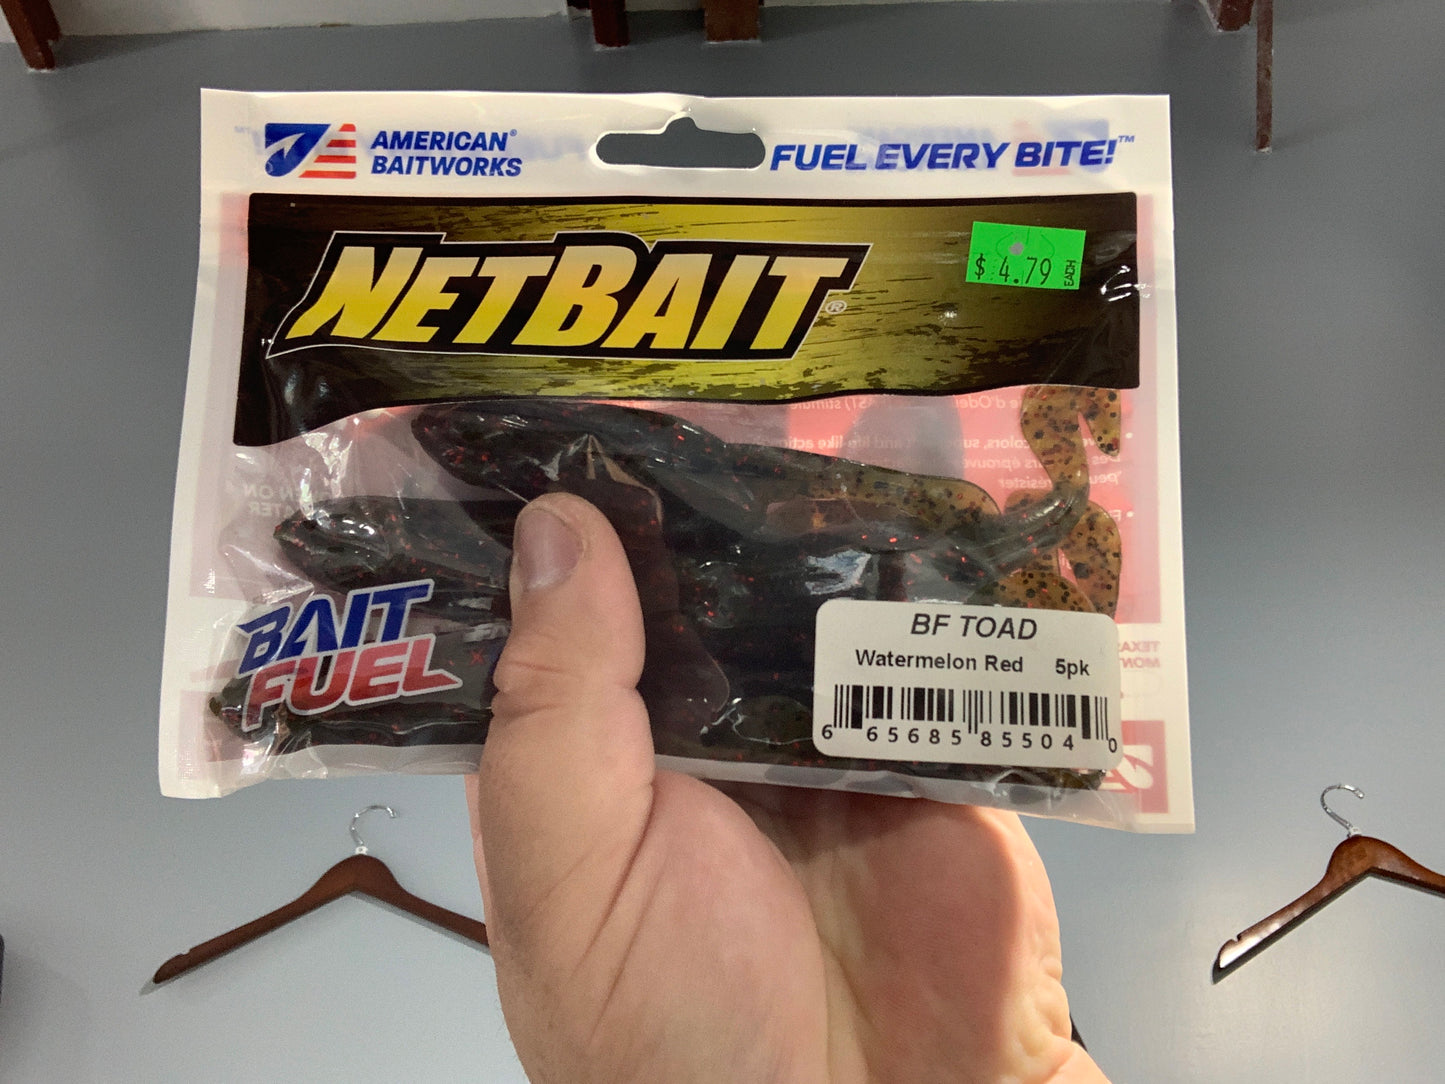 AMERICAN®
BAITWORKS
FUEL EVERY BITE!™
NETBAIT®
$ 4.79 EACH
BAIT
FUEL
BF TOAD
Watermelon Red 5pk
6 65685 85504 0